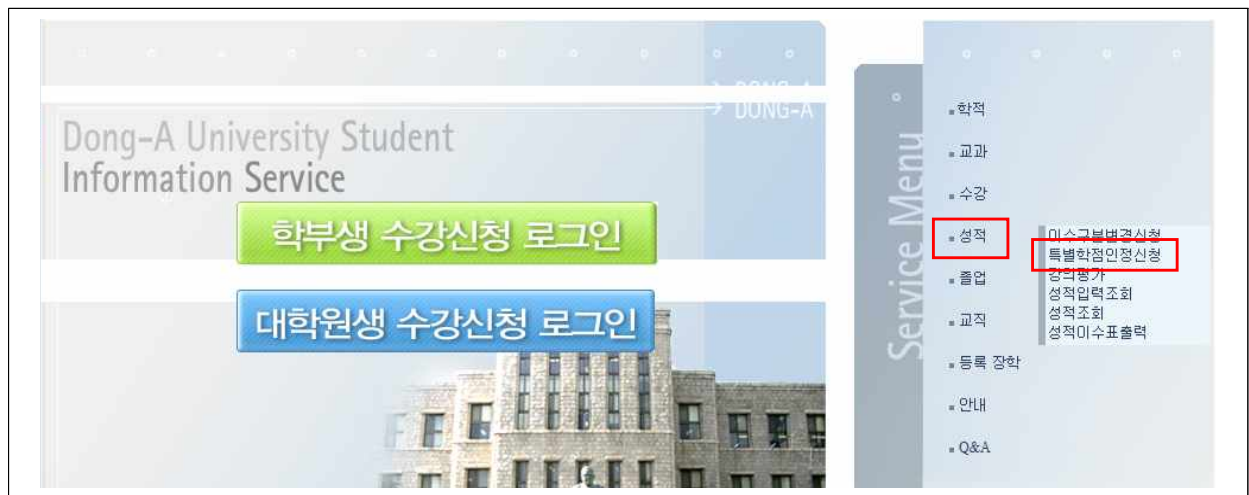 DONG-A
DONG-A
Dong-A University Student
Information Service
학부생 수강신청 로그인
대학원생 수강신청 로그인
Service Menu
학적
교과
수강
성적
졸업
교직
등록 장학
안내
Q&A
이수구분변경신청
특별학점인정신청
강의평가
성적입력조회
성적조회
성적이수표출력